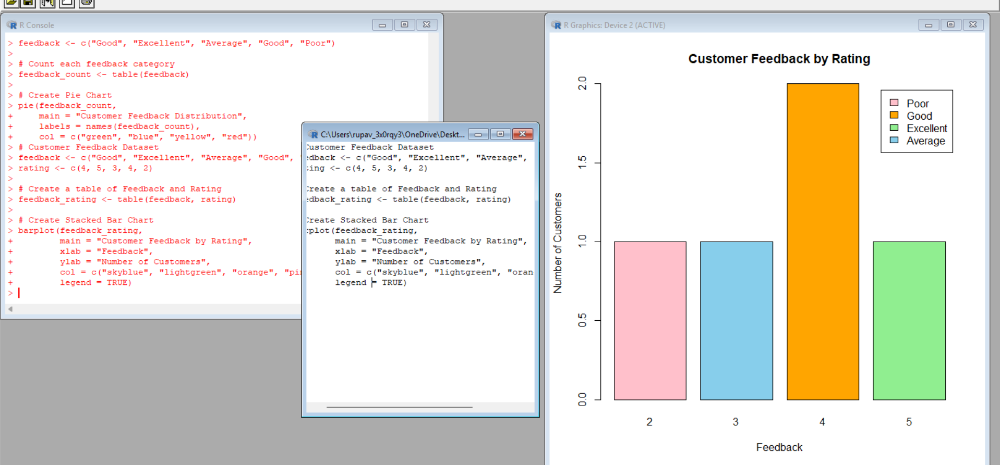 R Console
> feedback <- c("Good", "Excellent", "Average", "Good", "Poor")
>
> # Count each feedback category
> feedback_count <- table(feedback)
>
> # Create Pie Chart
> pie(feedback_count,
+     main = "Customer Feedback Distribution",
+     labels = names(feedback_count),
+     col = c("green", "blue", "yellow", "red"))
> # Customer Feedback Dataset
> feedback <- c("Good", "Excellent", "Average", "Good",
> rating <- c(4, 5, 3, 4, 2)
>
> # Create a table of Feedback and Rating
> feedback_rating <- table(feedback, rating)
>
> # Create Stacked Bar Chart
> barplot(feedback_rating,
+         main = "Customer Feedback by Rating",
+         xlab = "Feedback",
+         ylab = "Number of Customers",
+         col = c("skyblue", "lightgreen", "orange", "pi
+         legend = TRUE)
>
C:\Users\rupav_3x0rqy3\OneDrive\Deskt...
Customer Feedback Dataset
edback <- c("Good", "Excellent", "Average",
ing <- c(4, 5, 3, 4, 2)
Create a table of Feedback and Rating
edback_rating <- table(feedback, rating)
Create Stacked Bar Chart
rplot(feedback_rating,
main = "Customer Feedback by Rating",
xlab = "Feedback",
ylab = "Number of Customers",
col = c("skyblue", "lightgreen", "oran
legend = TRUE)
R Graphics: Device 2 (ACTIVE)
Customer Feedback by Rating
Poor
Good
Excellent
Average
Number of Customers
2.0
1.5
1.0
0.5
0.0
2 3 4 5
Feedback